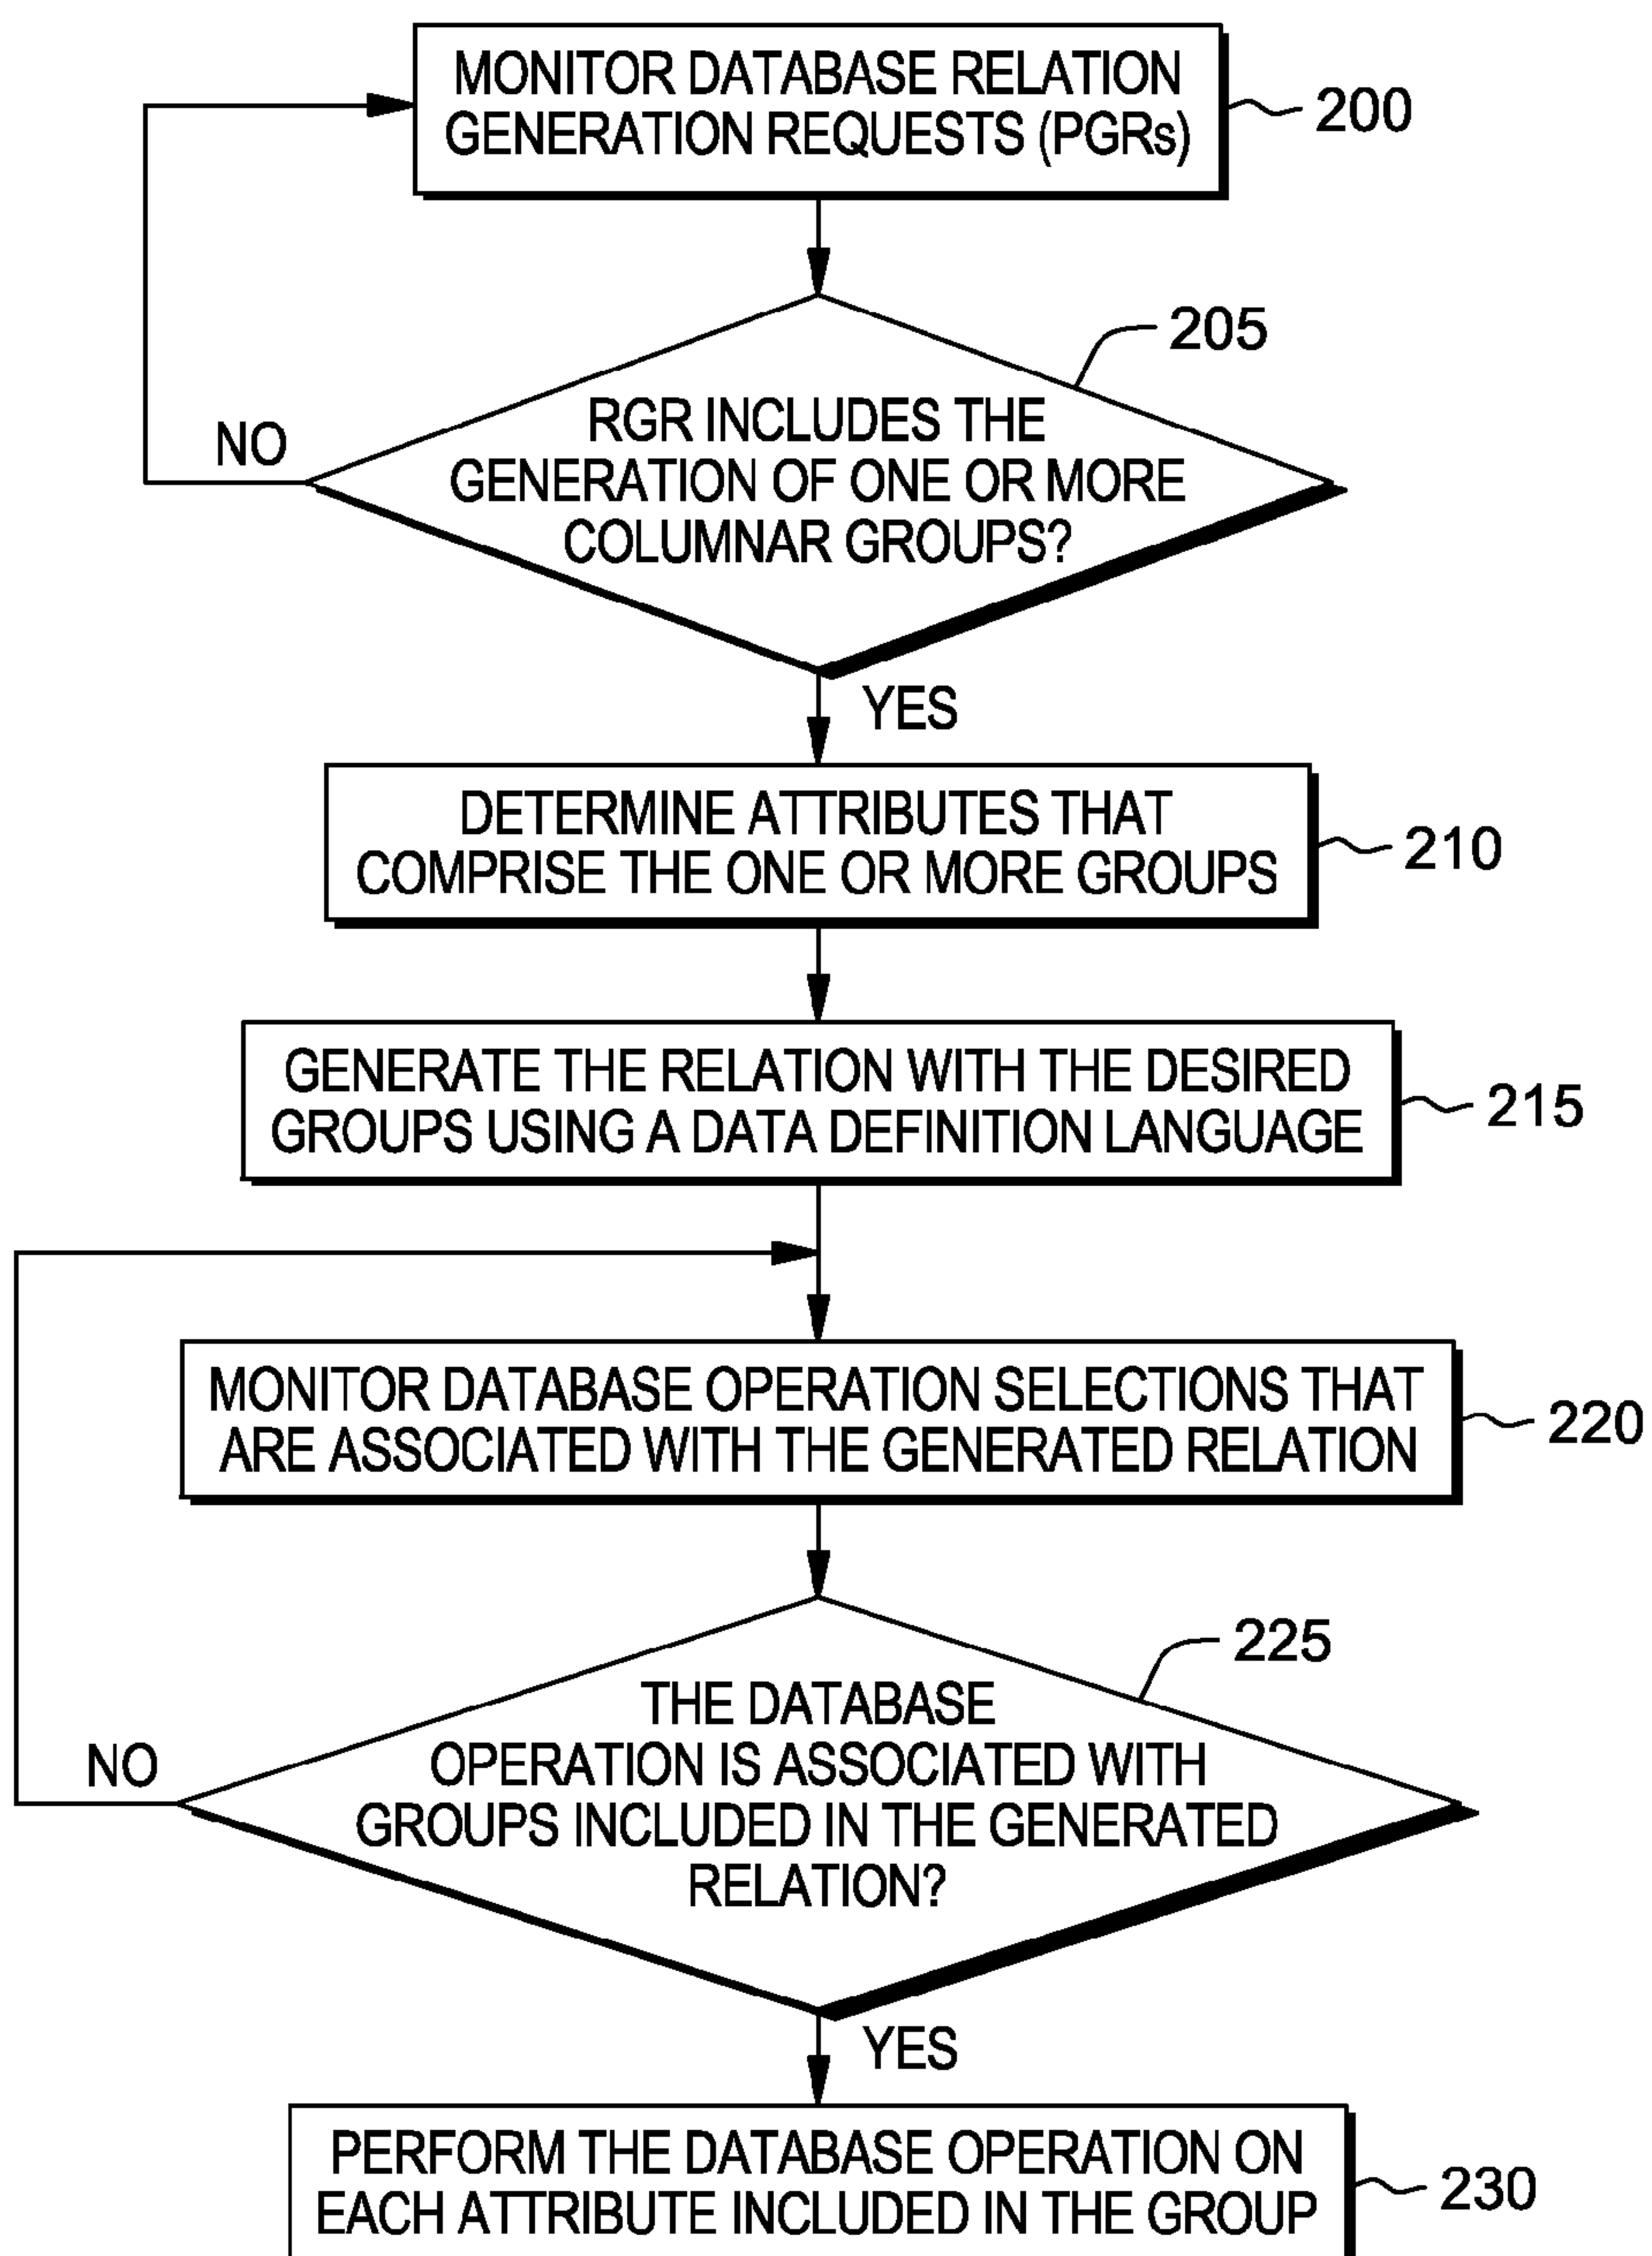 MONITOR DATABASE RELATION
GENERATION REQUESTS (PGRs)
200
205
RGR INCLUDES THE
GENERATION OF ONE OR MORE
COLUMNAR GROUPS?
NO
YES
DETERMINE ATTRIBUTES THAT
COMPRISE THE ONE OR MORE GROUPS
210
GENERATE THE RELATION WITH THE DESIRED
GROUPS USING A DATA DEFINITION LANGUAGE
215
MONITOR DATABASE OPERATION SELECTIONS THAT
ARE ASSOCIATED WITH THE GENERATED RELATION
220
225
THE DATABASE
OPERATION IS ASSOCIATED WITH
GROUPS INCLUDED IN THE GENERATED
RELATION?
NO
YES
PERFORM THE DATABASE OPERATION ON
EACH ATTRIBUTE INCLUDED IN THE GROUP
230